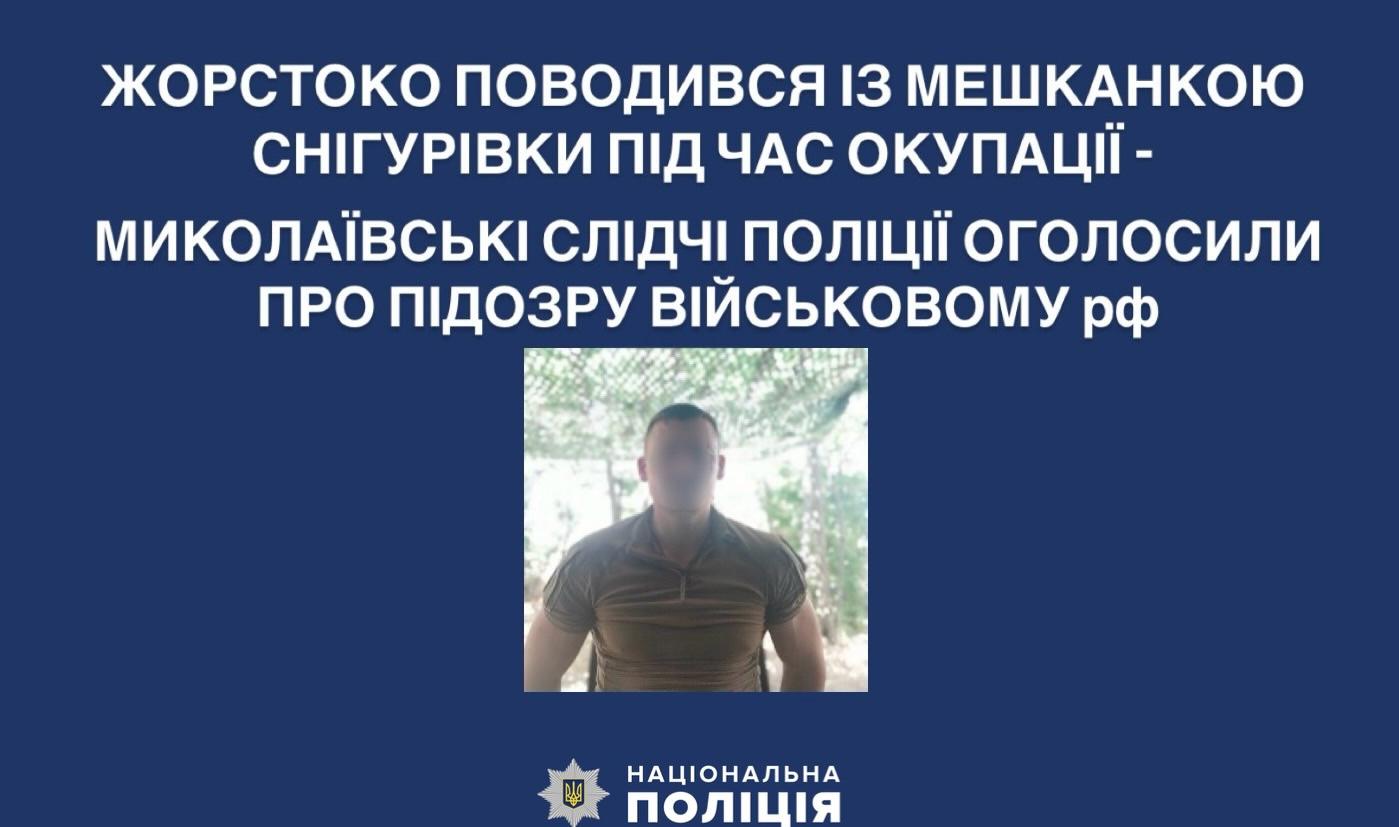 ЖОРСТОКО ПОВОДИВСЯ ІЗ МЕШКАНКОЮ
СНІГУРІВКИ ПІД ЧАС ОКУПАЦІЇ -
МИКОЛАЇВСЬКІ СЛІДЧІ ПОЛІЦІЇ ОГОЛОСИЛИ
ПРО ПІДОЗРУ ВІЙСЬКОВОМУ рф
НАЦІОНАЛЬНА
ПОЛІЦІЯ